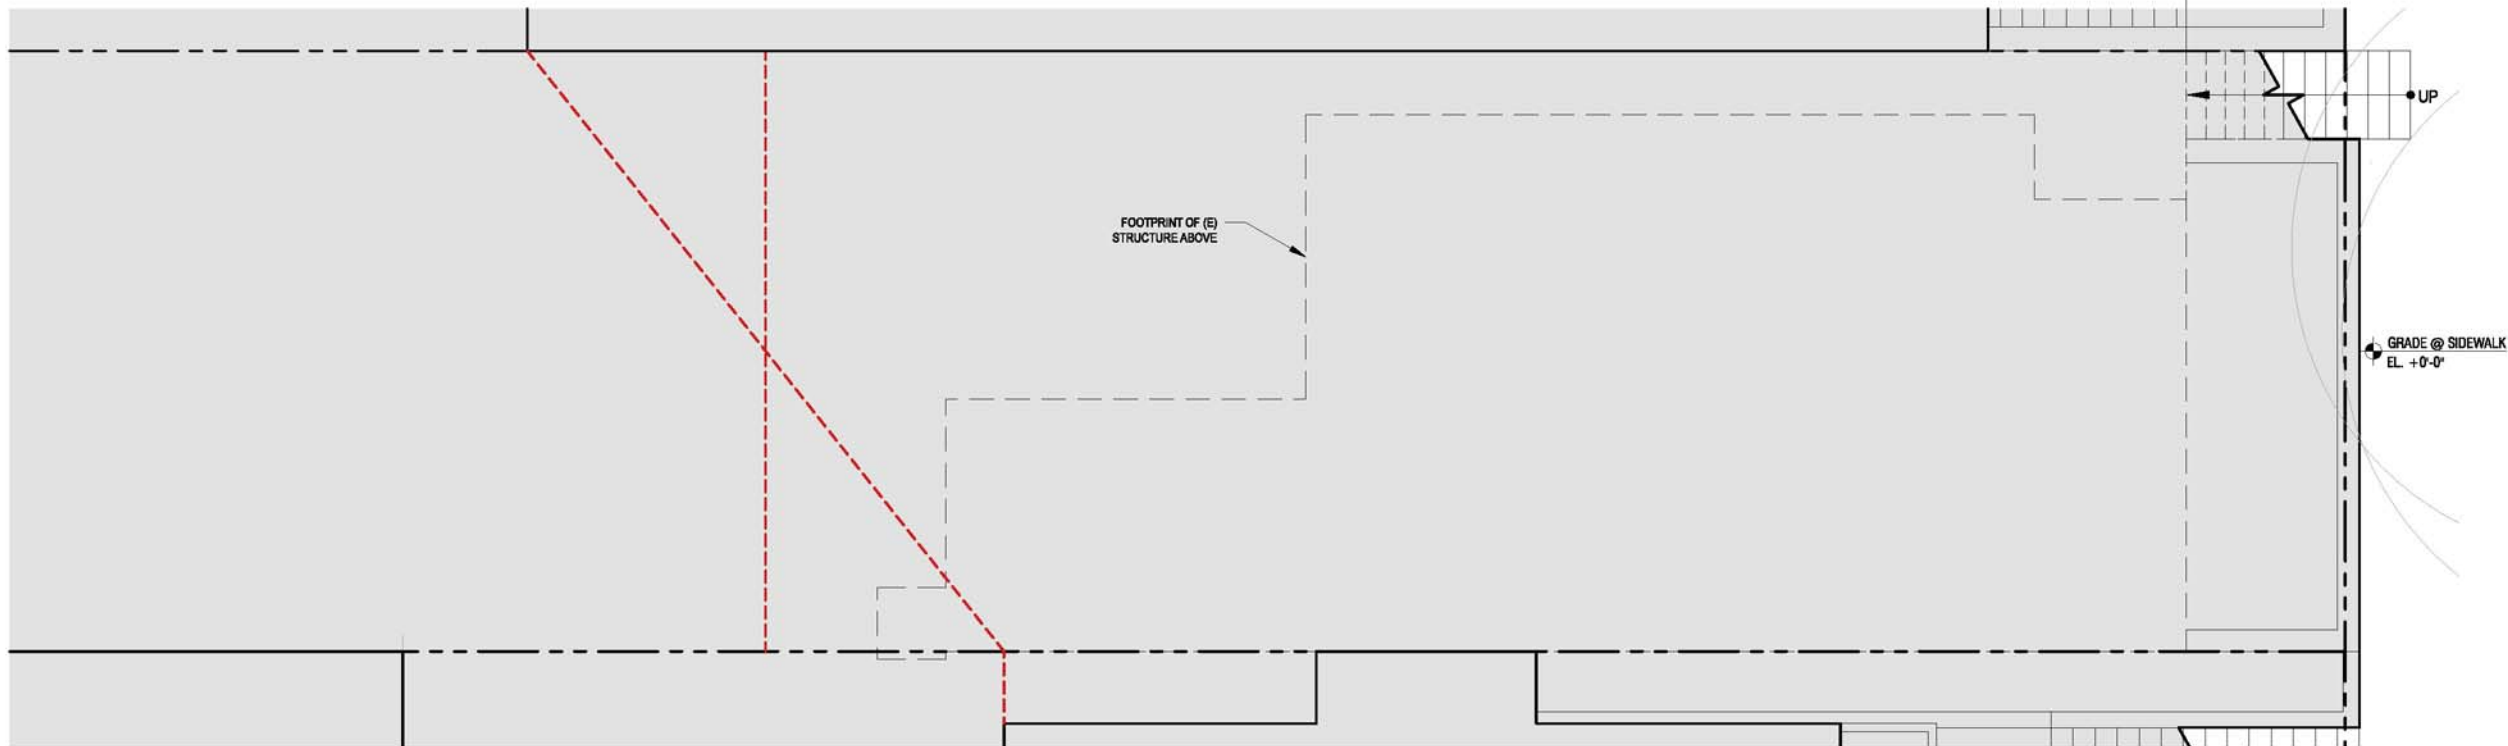 UP
FOOTPRINT OF (E)
STRUCTURE ABOVE
GRADE @ SIDEWALK
EL. +0'-0"